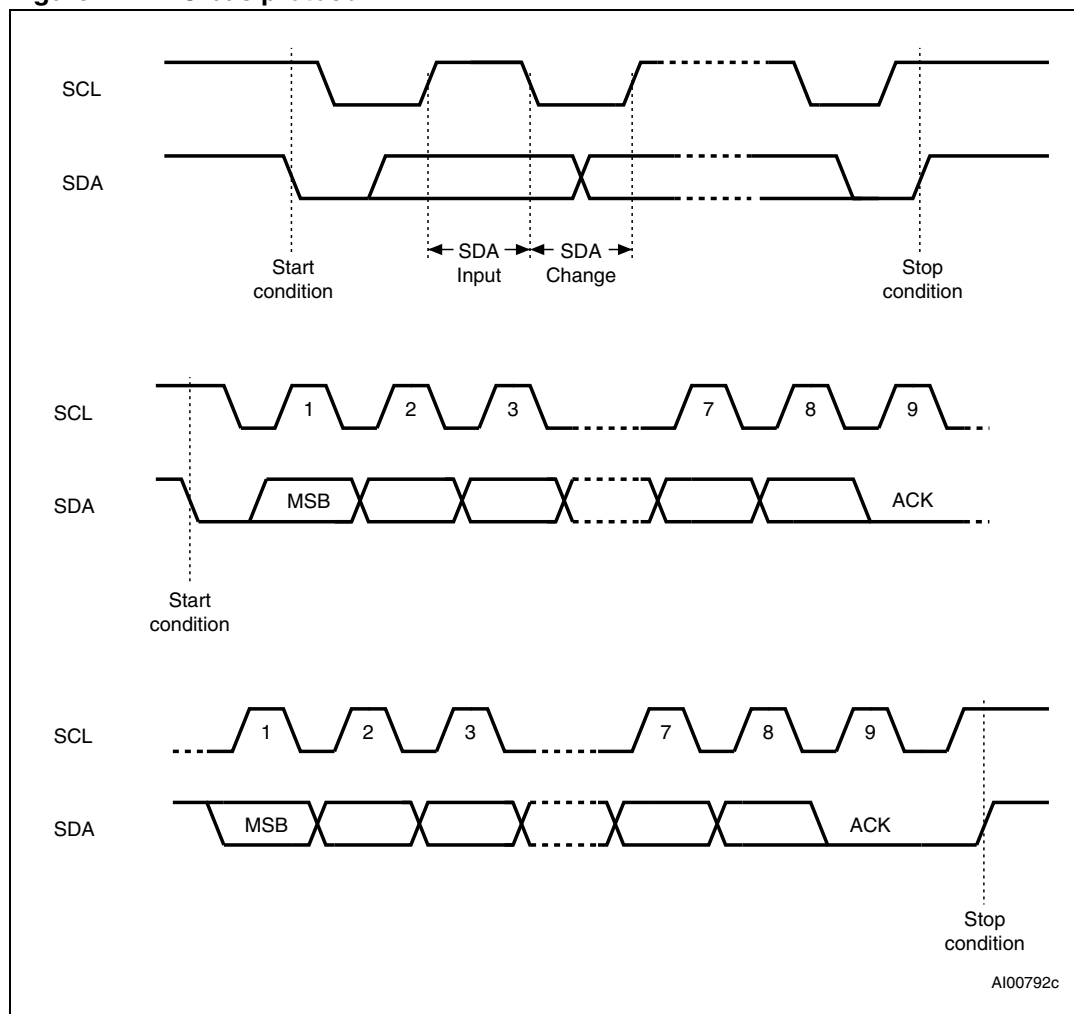 SCL
SDA
SDA
Input
SDA
Change
Start
condition
Stop
condition
SCL
1 2 3 7 8 9
SDA
MSB ACK
Start
condition
SCL
1 2 3 7 8 9
SDA
MSB ACK
Stop
condition
AI00792c